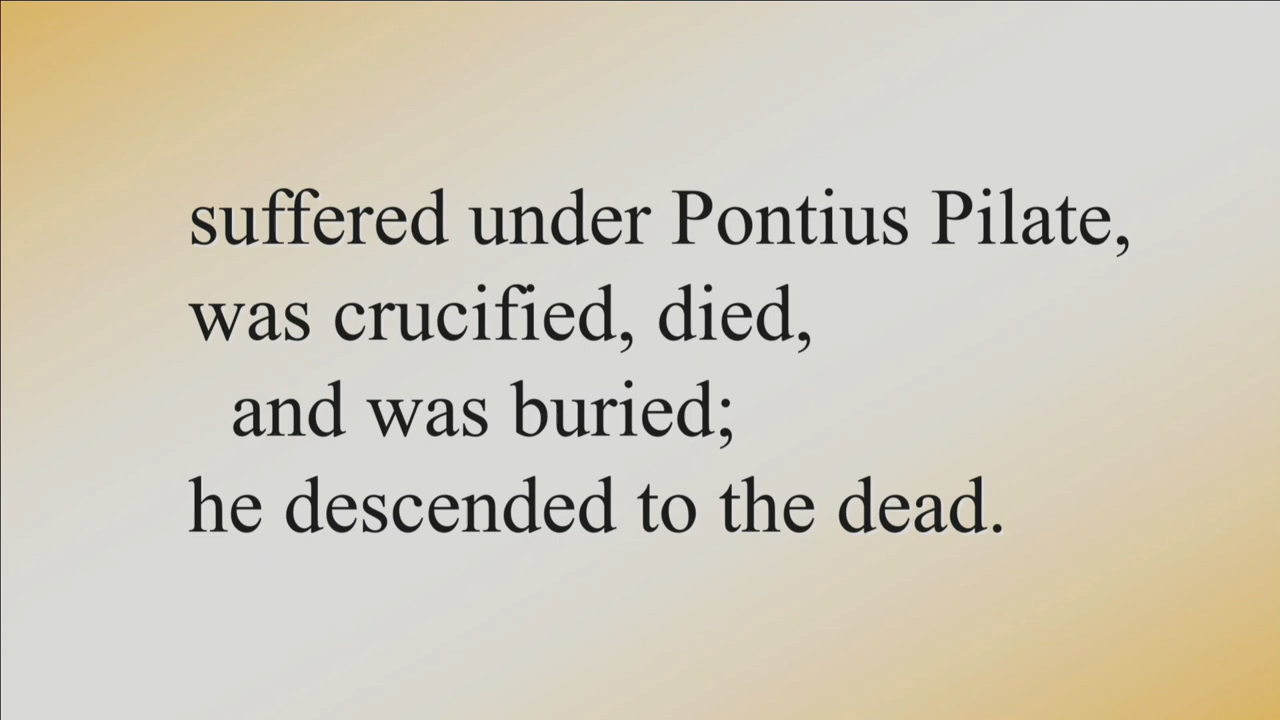 suffered under Pontius Pilate,
was crucified, died,
and was buried;
he descended to the dead.